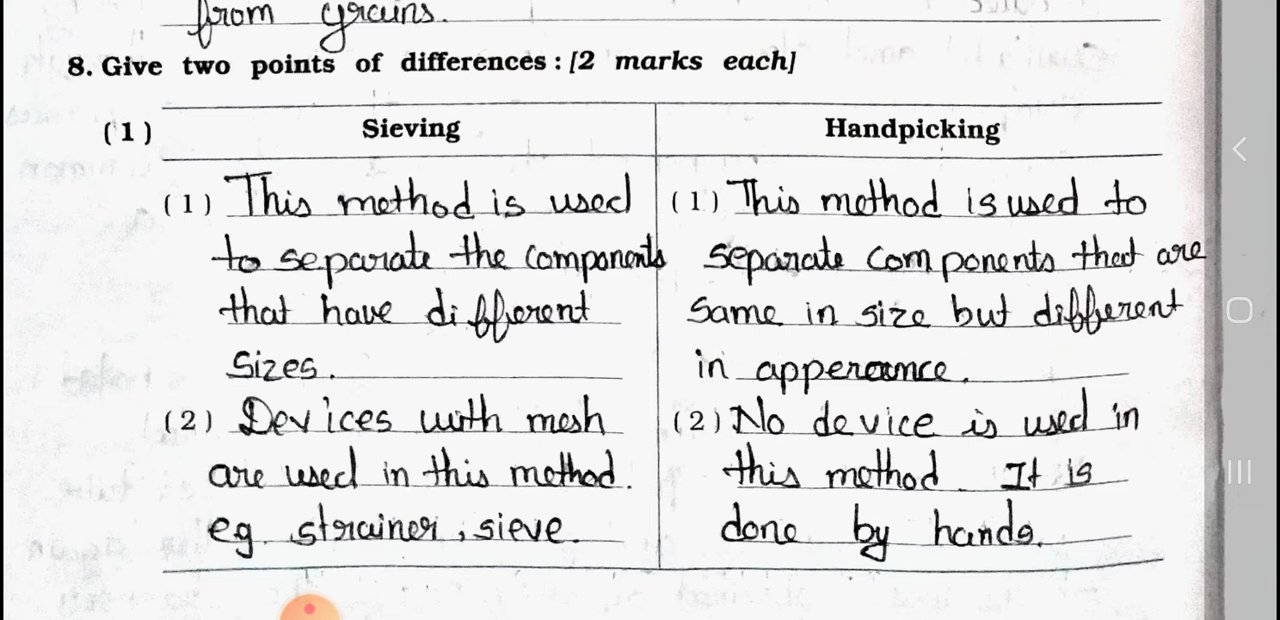 from grains.
8. Give two points of differences : [2 marks each]
(1) Sieving Handpicking
(1) This method is used
to separate the components
that have different
sizes.
(2) Devices with mesh
are used in this method.
eg. strainer, sieve.
(1) This method is used to
separate components that are
same in size but different
in apperance.
(2) No device is used in
this method. It is
done by hands.